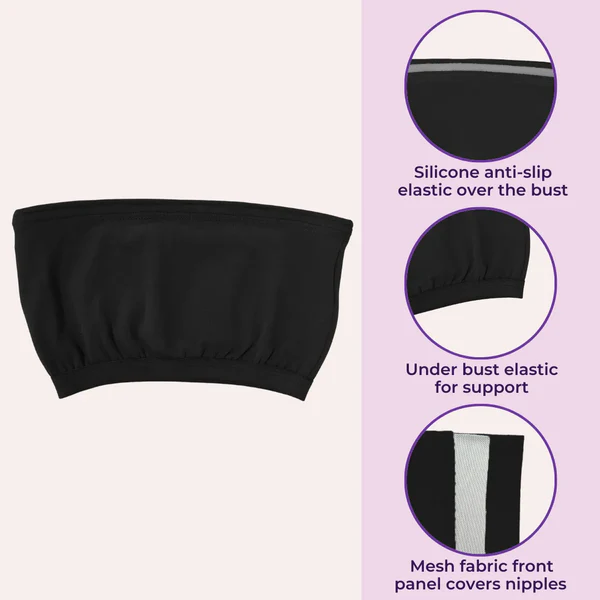 Silicone anti-slip
elastic over the bust
Under bust elastic
for support
Mesh fabric front
panel covers nipples